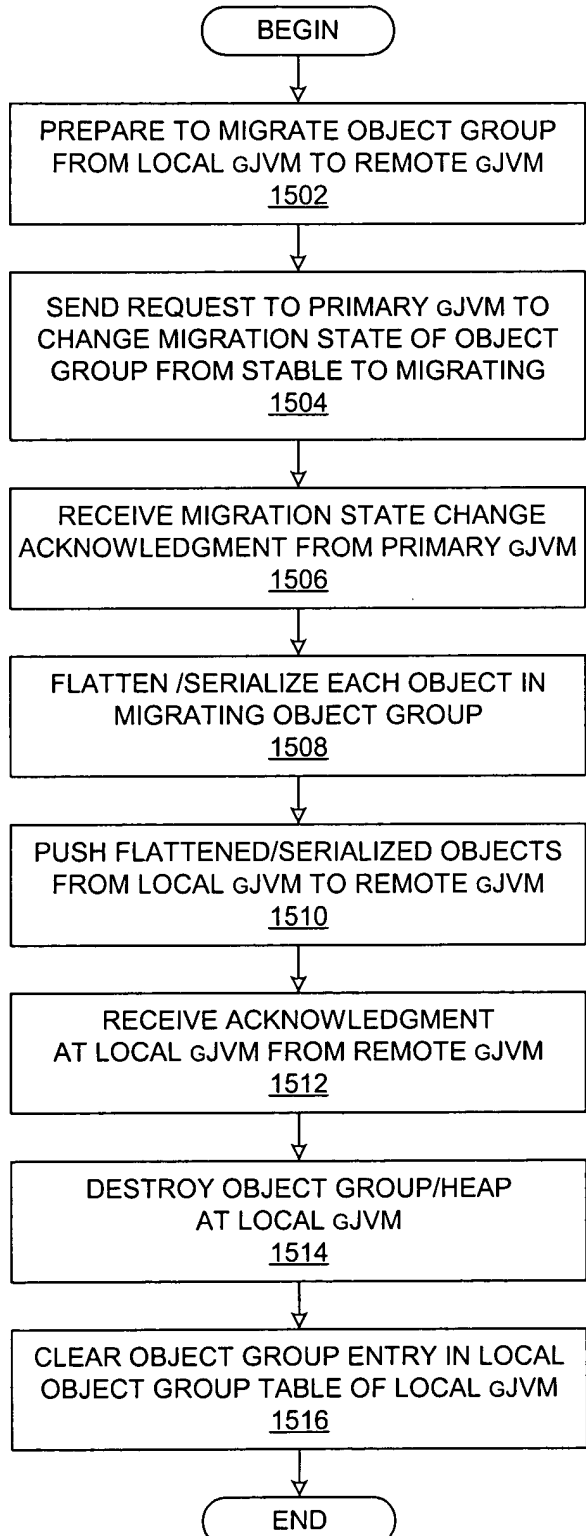 BEGIN
PREPARE TO MIGRATE OBJECT GROUP
FROM LOCAL GJVM TO REMOTE GJVM
1502
SEND REQUEST TO PRIMARY GJVM TO
CHANGE MIGRATION STATE OF OBJECT
GROUP FROM STABLE TO MIGRATING
1504
RECEIVE MIGRATION STATE CHANGE
ACKNOWLEDGMENT FROM PRIMARY GJVM
1506
FLATTEN /SERIALIZE EACH OBJECT IN
MIGRATING OBJECT GROUP
1508
PUSH FLATTENED/SERIALIZED OBJECTS
FROM LOCAL GJVM TO REMOTE GJVM
1510
RECEIVE ACKNOWLEDGMENT
AT LOCAL GJVM FROM REMOTE GJVM
1512
DESTROY OBJECT GROUP/HEAP
AT LOCAL GJVM
1514
CLEAR OBJECT GROUP ENTRY IN LOCAL
OBJECT GROUP TABLE OF LOCAL GJVM
1516
END